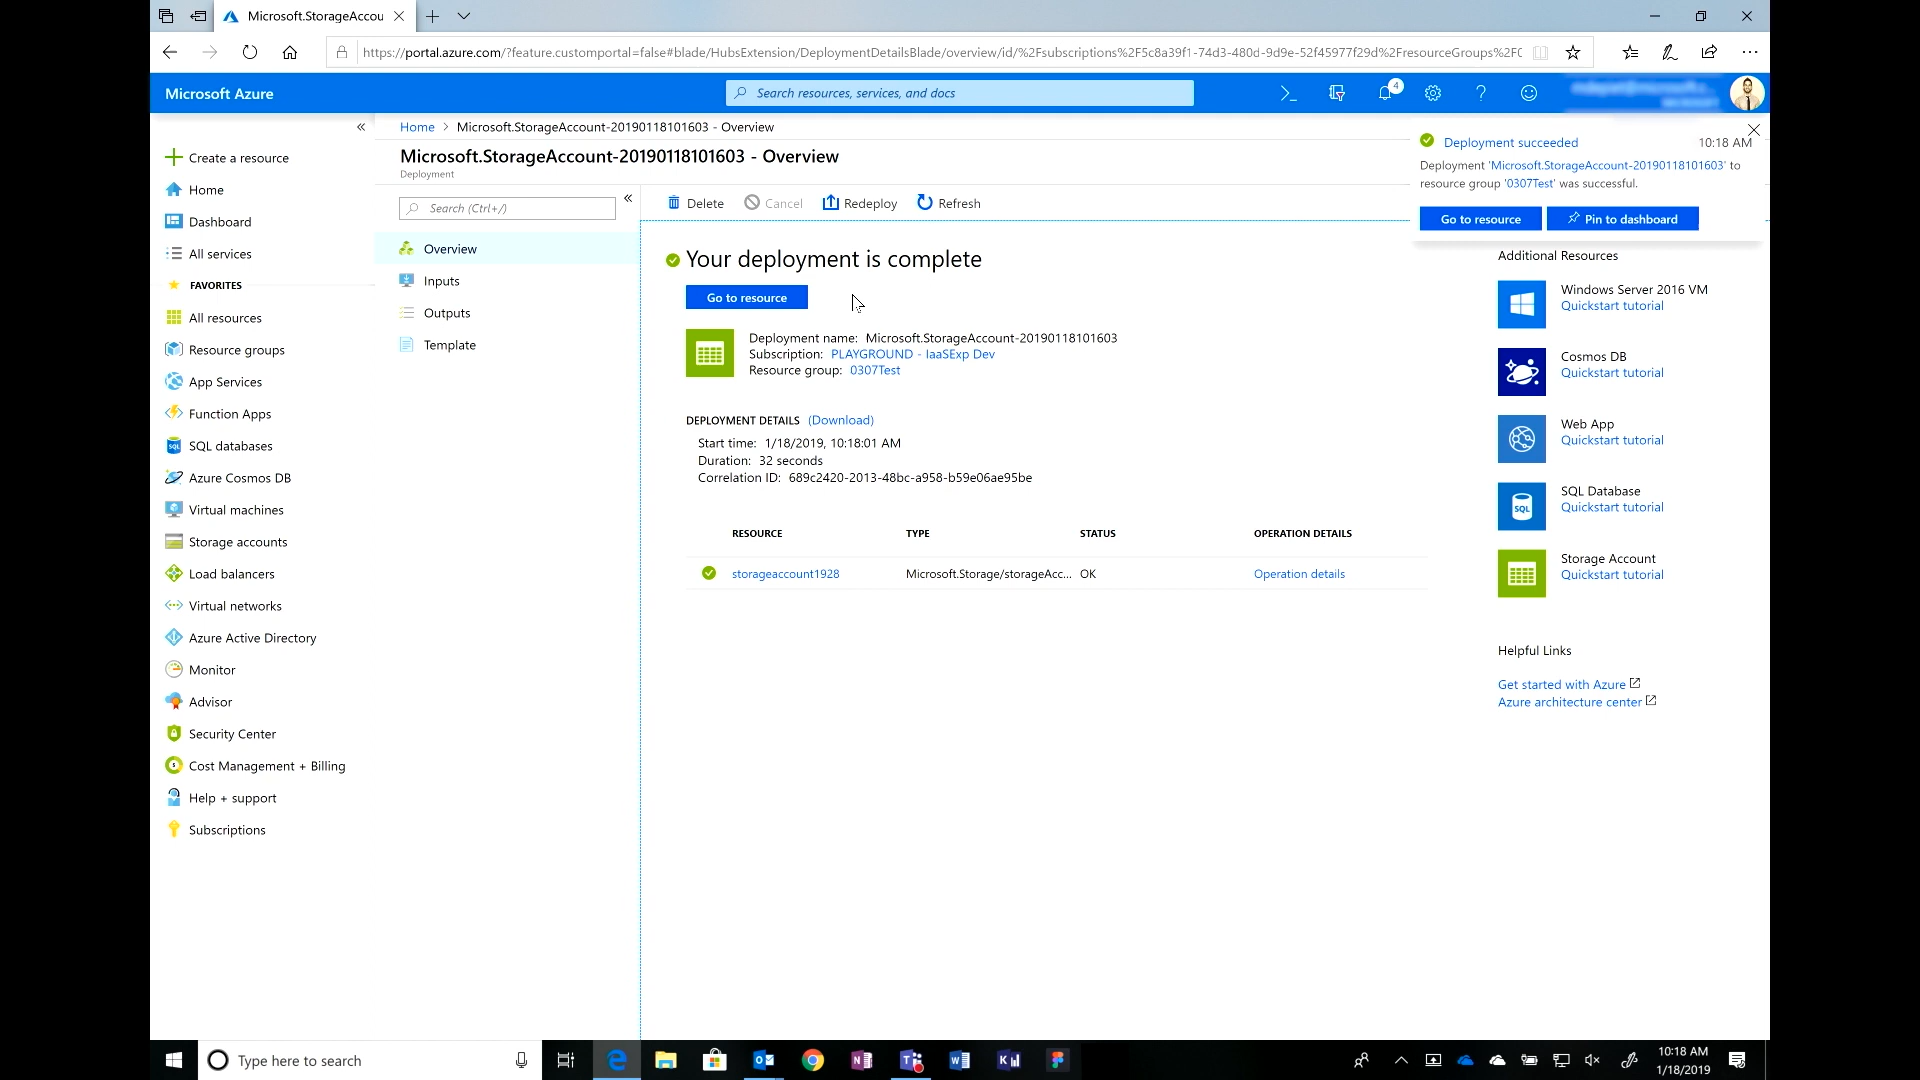 Microsoft.StorageAccou
https://portal.azure.com/?feature.customportal=false#blade/HubsExtension/DeploymentDetailsBlade/overview/id/%2Fsubscriptions%2F5c8a39f1-74d3-480d-9d9e-52f45977f29d%2FresourceGroups%2FC
Microsoft Azure
Search resources, services, and docs
4
Home > Microsoft.StorageAccount-20190118101603 - Overview
Microsoft.StorageAccount-20190118101603 - Overview
Deployment
Create a resource
Home
Dashboard
All services
FAVORITES
All resources
Resource groups
App Services
Function Apps
SQL databases
Azure Cosmos DB
Virtual machines
Storage accounts
Load balancers
Virtual networks
Azure Active Directory
Monitor
Advisor
Security Center
Cost Management + Billing
Help + support
Subscriptions
Search (Ctrl+/)
Overview
Inputs
Outputs
Template
Delete Cancel Redeploy Refresh
Your deployment is complete
Go to resource
Deployment name: Microsoft.StorageAccount-20190118101603
Subscription: PLAYGROUND - IaaSExp Dev
Resource group: 0307Test
DEPLOYMENT DETAILS (Download)
Start time: 1/18/2019, 10:18:01 AM
Duration: 32 seconds
Correlation ID: 689c2420-2013-48bc-a958-b59e06ae95be
RESOURCE TYPE STATUS OPERATION DETAILS
storageaccount1928 Microsoft.Storage/storageAcc... OK Operation details
Deployment succeeded 10:18 AM
Deployment 'Microsoft.StorageAccount-20190118101603' to
resource group '0307Test' was successful.
Go to resource Pin to dashboard
Additional Resources
Windows Server 2016 VM
Quickstart tutorial
Cosmos DB
Quickstart tutorial
Web App
Quickstart tutorial
SQL
SQL Database
Quickstart tutorial
Storage Account
Quickstart tutorial
Helpful Links
Get started with Azure
Azure architecture center
Type here to search
10:18 AM
1/18/2019